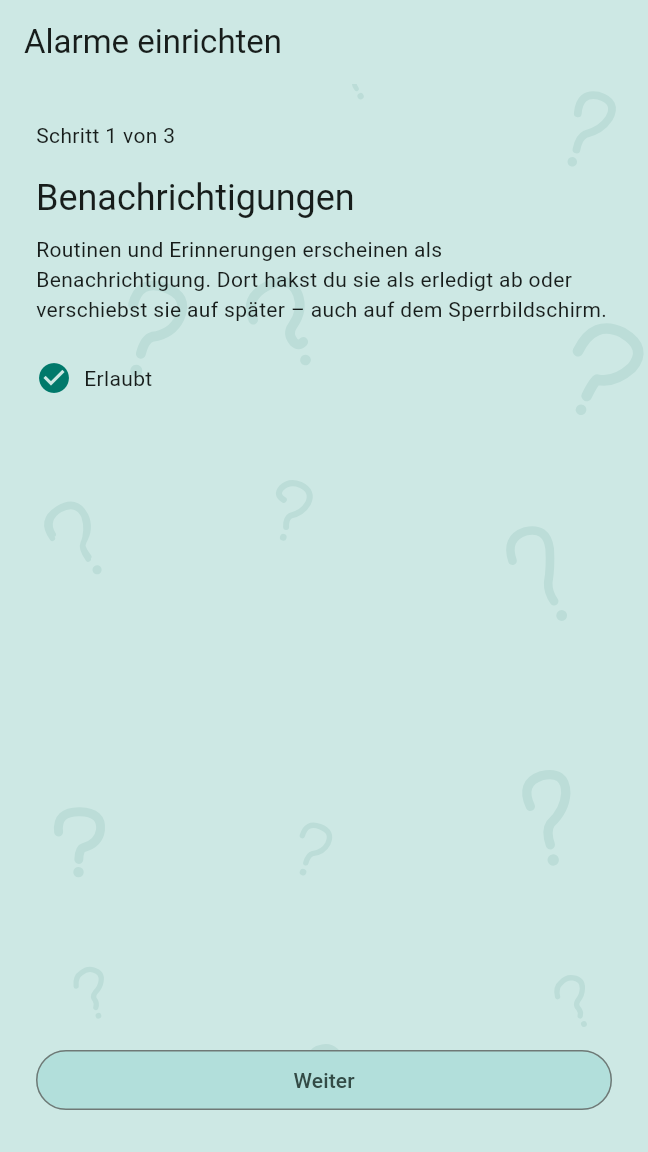 Alarme einrichten
Schritt 1 von 3
Benachrichtigungen
Routinen und Erinnerungen erscheinen als
Benachrichtigung. Dort hakst du sie als erledigt ab oder
verschiebst sie auf später – auch auf dem Sperrbildschirm.
Erlaubt
Weiter